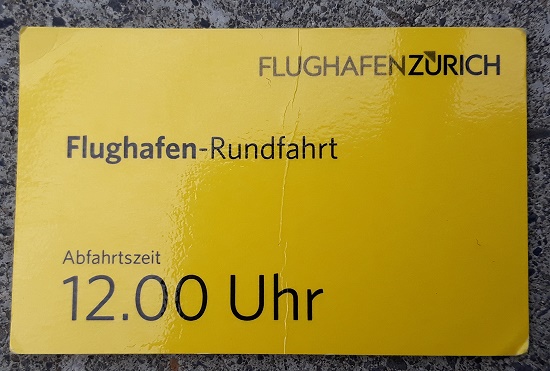 FLUGHAFENZÜRICH
Flughafen-Rundfahrt
Abfahrtszeit
12.00 Uhr